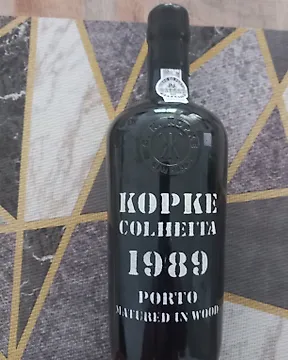 KOPKE
COLHEITA
1989
PORTO
MATURED IN WOOD